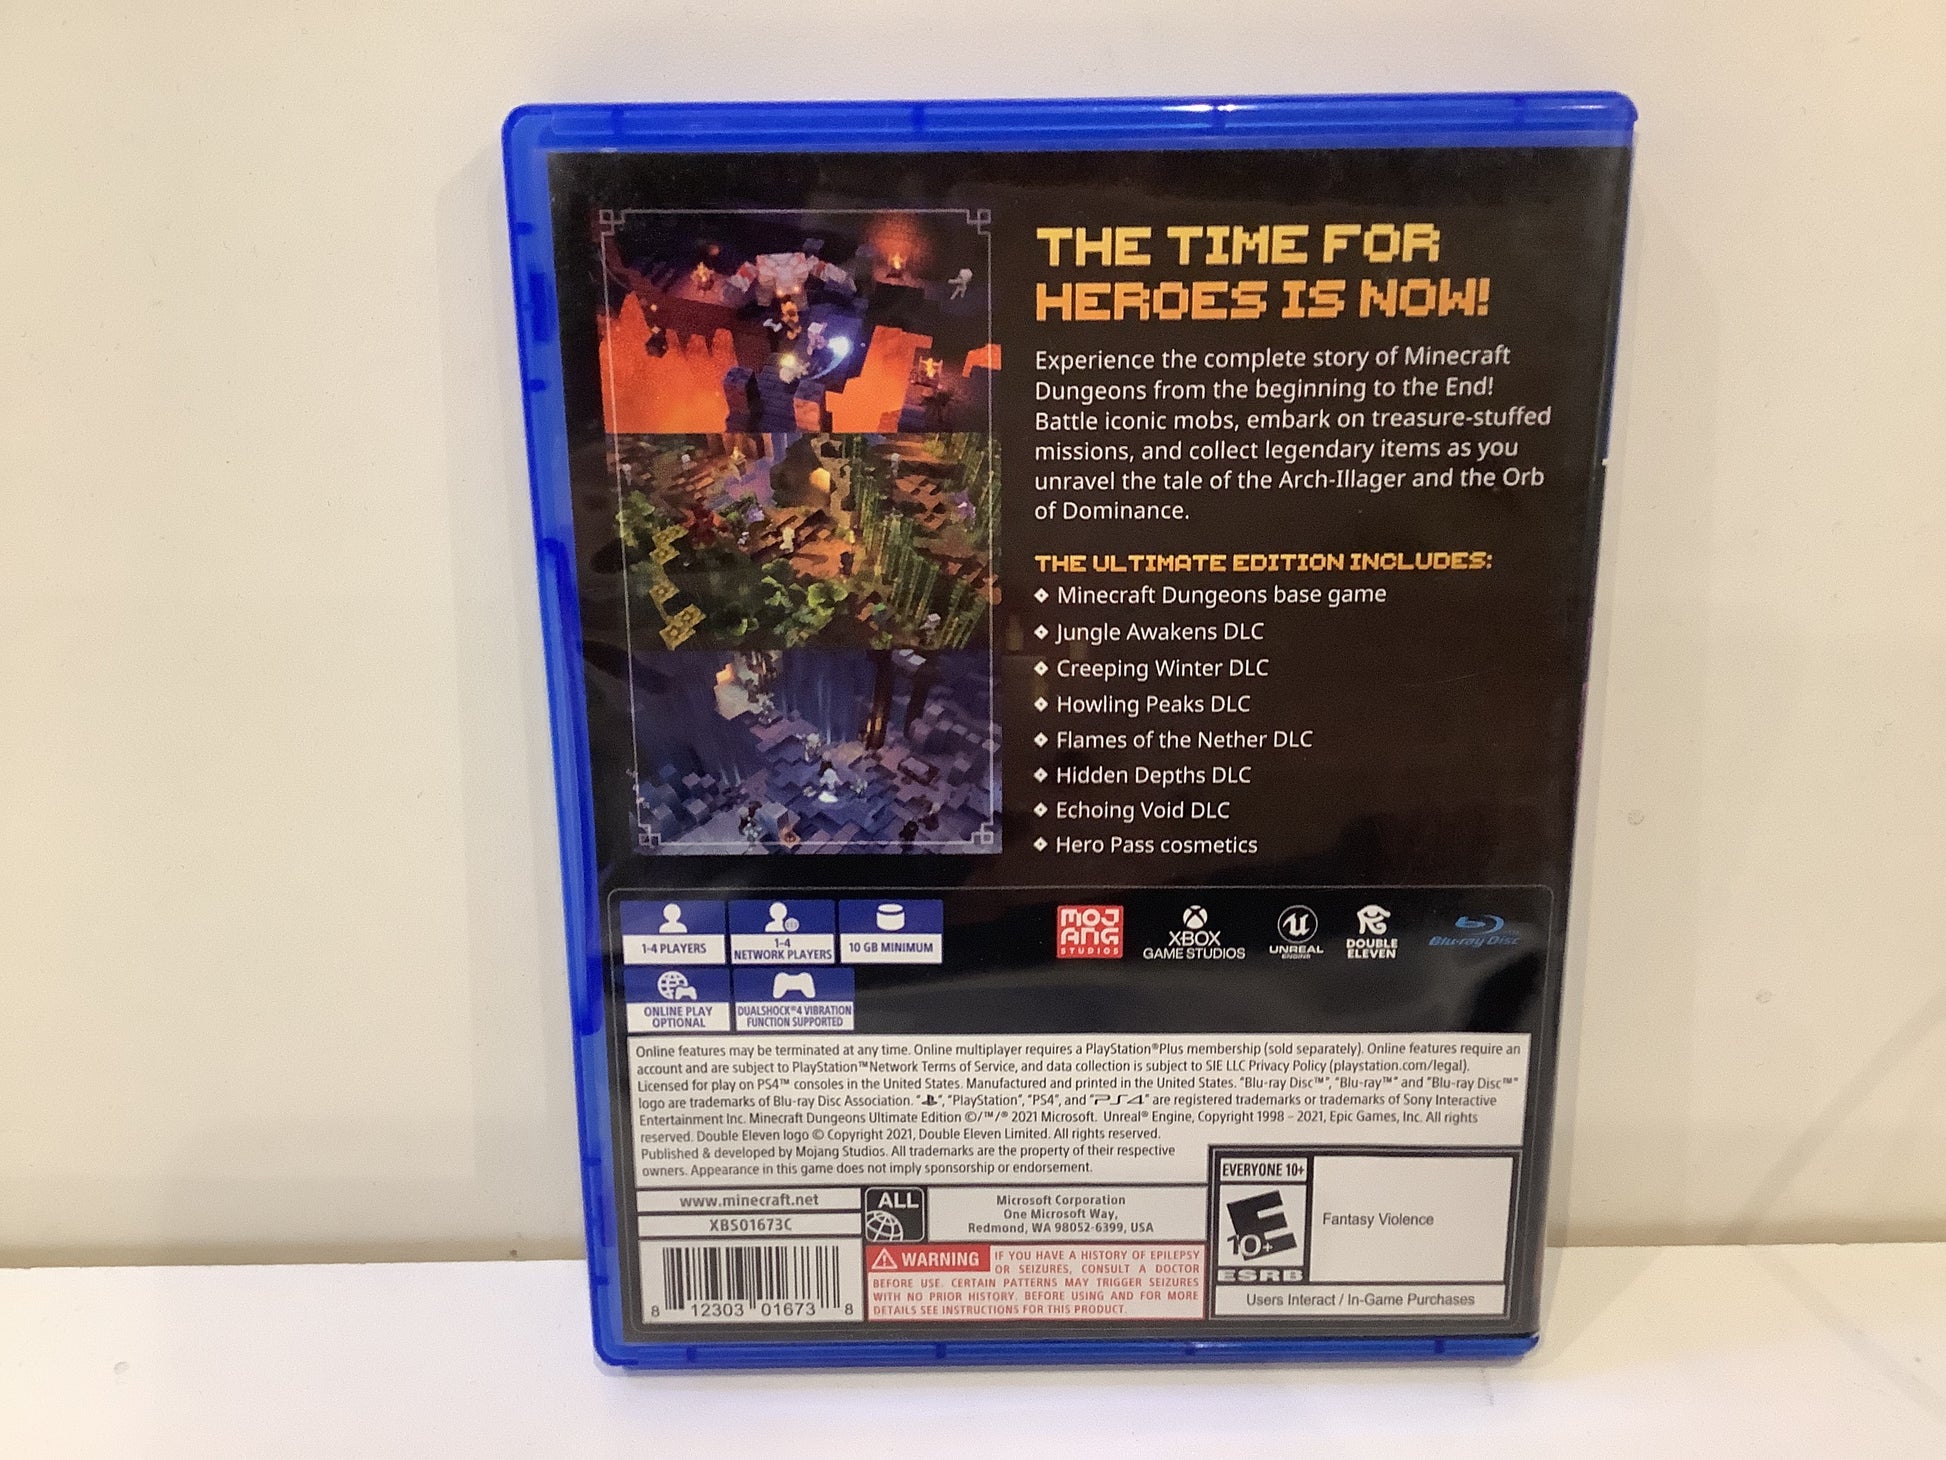 THE TIME FOR
HEROES IS NOW!
Experience the complete story of Minecraft
Dungeons from the beginning to the End!
Battle iconic mobs, embark on treasure-stuffed
missions, and collect legendary items as you
unravel the tale of the Arch-Illager and the Orb
of Dominance.
THE ULTIMATE EDITION INCLUDES:
Minecraft Dungeons base game
Jungle Awakens DLC
Creeping Winter DLC
Howling Peaks DLC
Flames of the Nether DLC
Hidden Depths DLC
Echoing Void DLC
Hero Pass cosmetics
1-4 PLAYERS
1-4
NETWORK PLAYERS
10 GB MINIMUM
ONLINE PLAY
OPTIONAL
DUALSHOCK®4 VIBRATION
FUNCTION SUPPORTED
MOJ
ANG
STUDIOS
XBOX
GAME STUDIOS
UNREAL
ENGINE
DOUBLE
ELEVEN
Blu-ray Disc
Online features may be terminated at any time. Online multiplayer requires a PlayStation®Plus membership (sold separately). Online features require an
account and are subject to PlayStation™Network Terms of Service, and data collection is subject to SIE LLC Privacy Policy (playstation.com/legal).
Licensed for play on PS4™ consoles in the United States. Manufactured and printed in the United States. "Blu-ray Disc™", "Blu-ray™" and "Blu-ray Disc™"
logo are trademarks of Blu-ray Disc Association. "", "PlayStation", "PS4", and "PS4" are registered trademarks or trademarks of Sony Interactive
Entertainment Inc. Minecraft Dungeons Ultimate Edition ©/™/® 2021 Microsoft. Unreal® Engine, Copyright 1998 – 2021, Epic Games, Inc. All rights
reserved. Double Eleven logo © Copyright 2021, Double Eleven Limited. All rights reserved.
Published & developed by Mojang Studios. All trademarks are the property of their respective
owners. Appearance in this game does not imply sponsorship or endorsement.
www.minecraft.net
XBS01673C
8 12303 01673 8
ALL
Microsoft Corporation
One Microsoft Way,
Redmond, WA 98052-6399, USA
WARNING IF YOU HAVE A HISTORY OF EPILEPSY
OR SEIZURES, CONSULT A DOCTOR
BEFORE USE. CERTAIN PATTERNS MAY TRIGGER SEIZURES
WITH NO PRIOR HISTORY. BEFORE USING AND FOR MORE
DETAILS SEE INSTRUCTIONS FOR THIS PRODUCT.
EVERYONE 10+
E
10+
ESRB
Fantasy Violence
Users Interact / In-Game Purchases